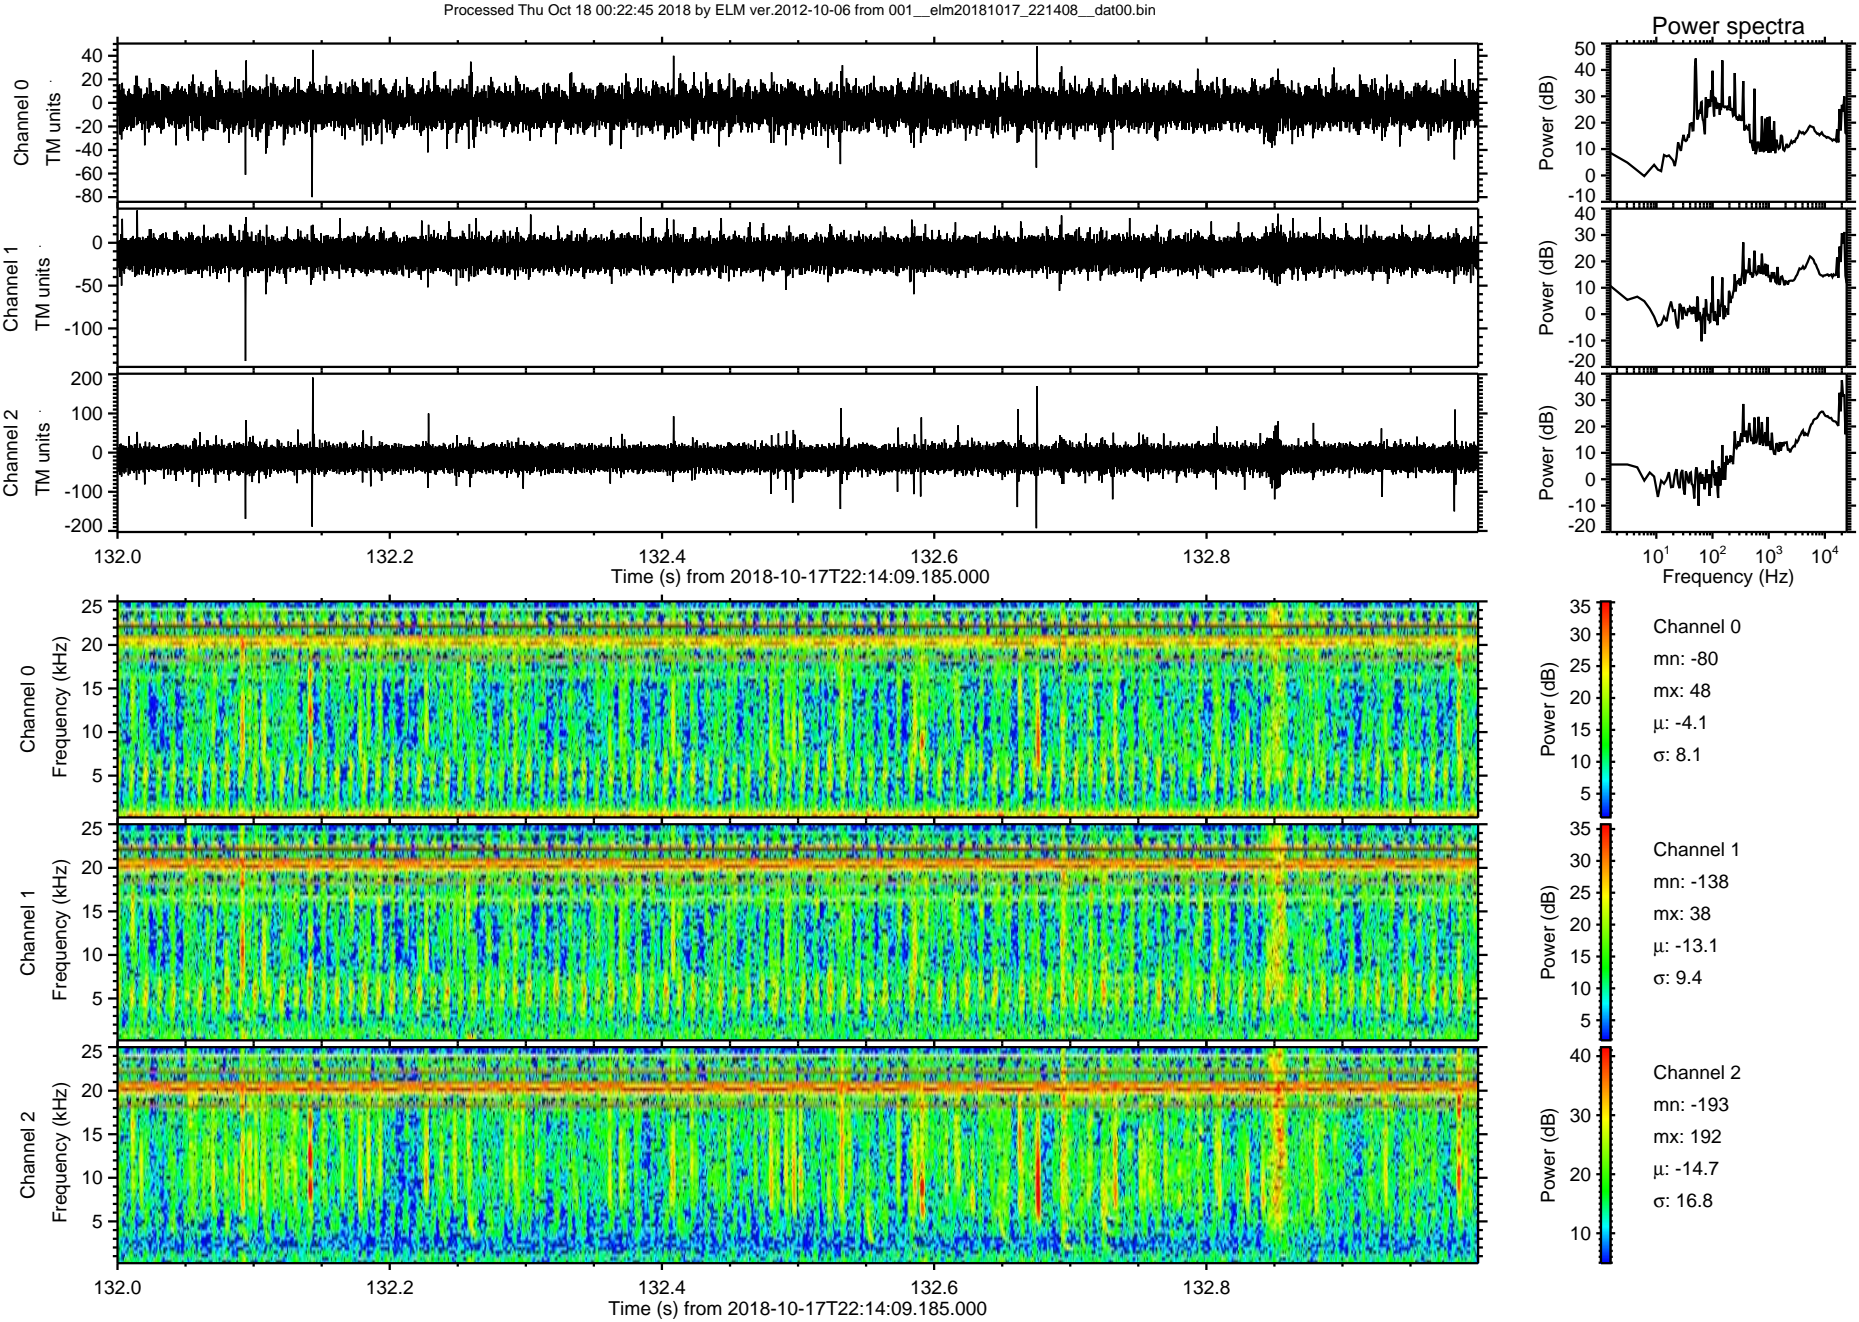 Processed Thu Oct 18 00:22:45 2018 by ELM ver.2012-10-06 from 001__elm20181017_221408__dat00.bin
Power spectra
Channel 0
TM units
40
20
0
-20
-40
-60
-80
Power (dB)
50
40
30
20
10
0
-10
Channel 1
TM units
0
-50
-100
Power (dB)
40
30
20
10
0
-10
-20
Channel 2
TM units
200
100
0
-100
-200
Power (dB)
40
30
20
10
0
-10
-20
132.0 132.2 132.4 132.6 132.8
Time (s) from 2018-10-17T22:14:09.185.000
10¹ 10² 10³ 10⁴
Frequency (Hz)
Channel 0
Frequency (kHz)
25
20
15
10
5
Power (dB)
35
30
25
20
15
10
5
Channel 0
mn: -80
mx: 48
μ: -4.1
σ: 8.1
Channel 1
Frequency (kHz)
25
20
15
10
5
Power (dB)
35
30
25
20
15
10
5
Channel 1
mn: -138
mx: 38
μ: -13.1
σ: 9.4
Channel 2
Frequency (kHz)
25
20
15
10
5
Power (dB)
40
30
20
10
Channel 2
mn: -193
mx: 192
μ: -14.7
σ: 16.8
132.0 132.2 132.4 132.6 132.8
Time (s) from 2018-10-17T22:14:09.185.000